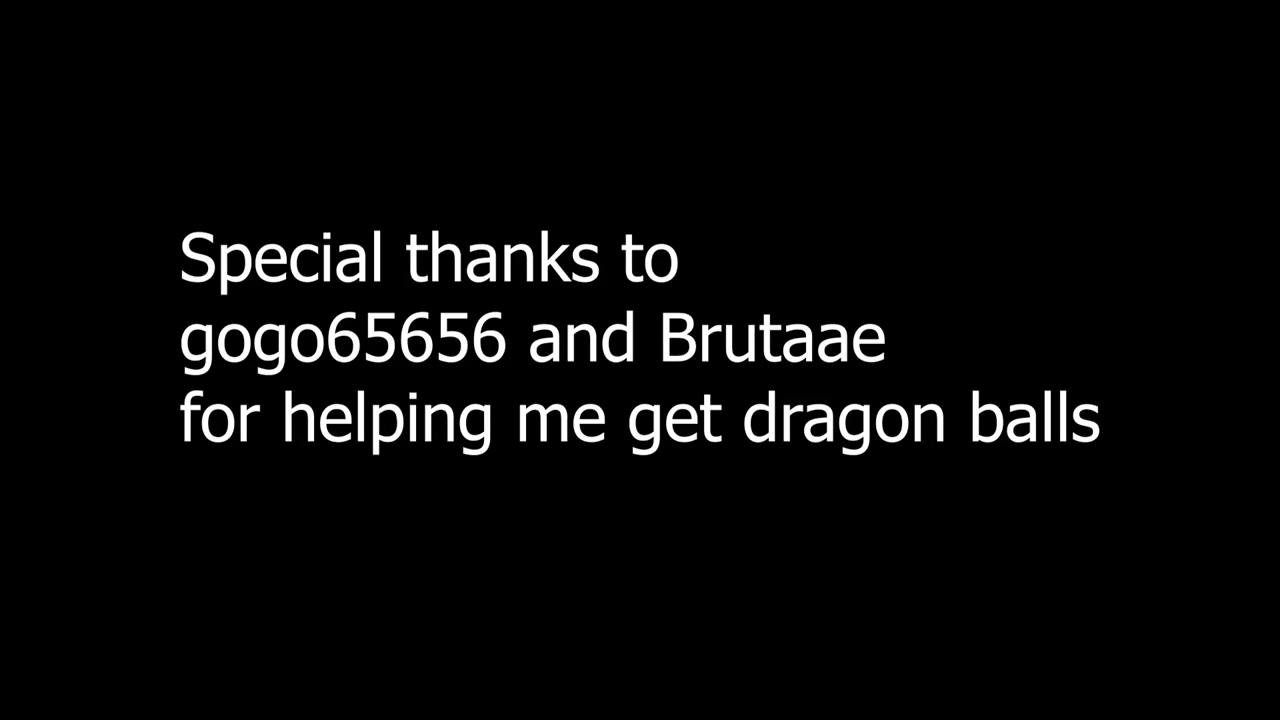 Special thanks to
gogo65656 and Brutaae
for helping me get dragon balls